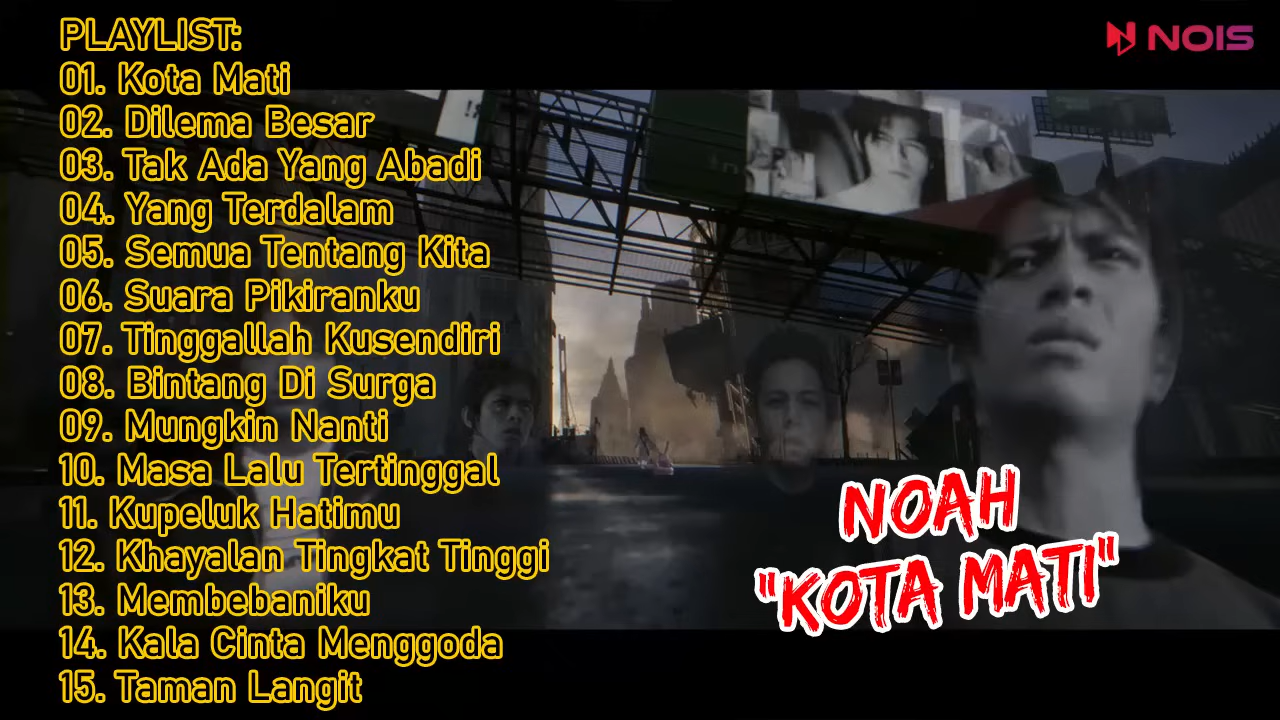 PLAYLIST:
01. Kota Mati
02. Dilema Besar
03. Tak Ada Yang Abadi
04. Yang Terdalam
05. Semua Tentang Kita
06. Suara Pikiranku
07. Tinggallah Kusendiri
08. Bintang Di Surga
09. Mungkin Nanti
10. Masa Lalu Tertinggal
11. Kupeluk Hatimu
12. Khayalan Tingkat Tinggi
13. Membebaniku
14. Kala Cinta Menggoda
15. Taman Langit
NOIS
NOAH
"KOTA MATI"